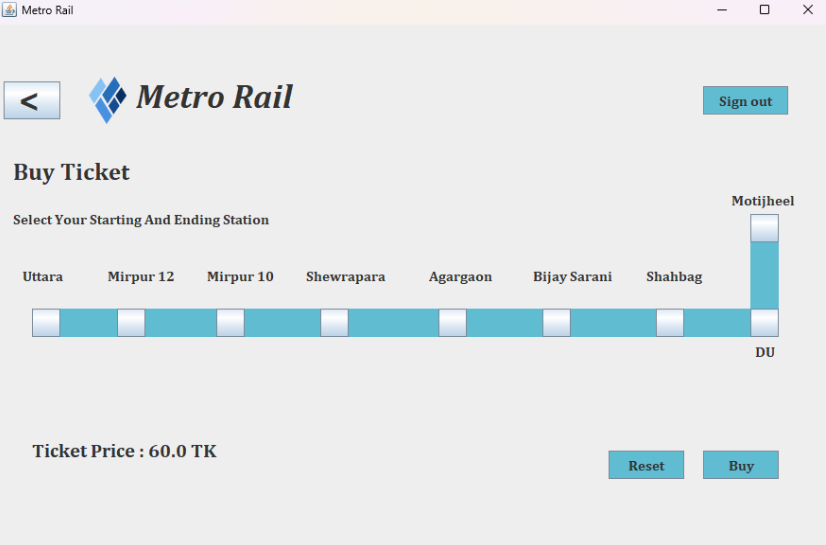 Metro Rail
<
Metro Rail
Sign out
Buy Ticket
Motijheel
Select Your Starting And Ending Station
Uttara
Mirpur 12
Mirpur 10
Shewrapara
Agargaon
Bijay Sarani
Shahbag
DU
Ticket Price : 60.0 TK
Reset
Buy